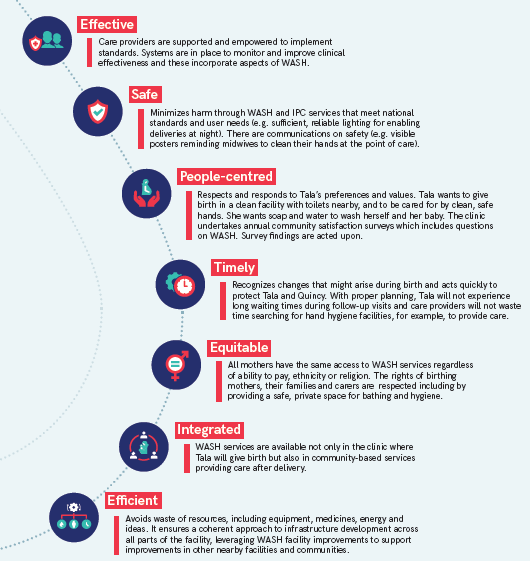 Effective
Care providers are supported and empowered to implement
standards. Systems are in place to monitor and improve clinical
effectiveness and these incorporate aspects of WASH.
Safe
Minimizes harm through WASH and IPC services that meet national
standards and user needs (e.g. sufficient, reliable lighting for enabling
deliveries at night). There are communications on safety (e.g. visible
posters reminding midwives to clean their hands at the point of care).
People-centred
Respects and responds to Tala's preferences and values. Tala wants to give
birth in a clean facility with toilets nearby, and to be cared for by clean, safe
hands. She wants soap and water to wash herself and her baby. The clinic
undertakes annual community satisfaction surveys which includes questions
on WASH. Survey findings are acted upon.
Timely
Recognizes changes that might arise during birth and acts quickly to
protect Tala and Quincy. With proper planning, Tala will not experience
long waiting times during follow-up visits and care providers will not waste
time searching for hand hygiene facilities, for example, to provide care.
Equitable
All mothers have the same access to WASH services regardless
of ability to pay, ethnicity or religion. The rights of birthing
mothers, their families and carers are respected including by
providing a safe, private space for bathing and hygiene.
Integrated
WASH services are available not only in the clinic where
Tala will give birth but also in community-based services
providing care after delivery.
Efficient
Avoids waste of resources, including equipment, medicines, energy and
ideas. It ensures a coherent approach to infrastructure development across
all parts of the facility, leveraging WASH facility improvements to support
improvements in other nearby facilities and communities.